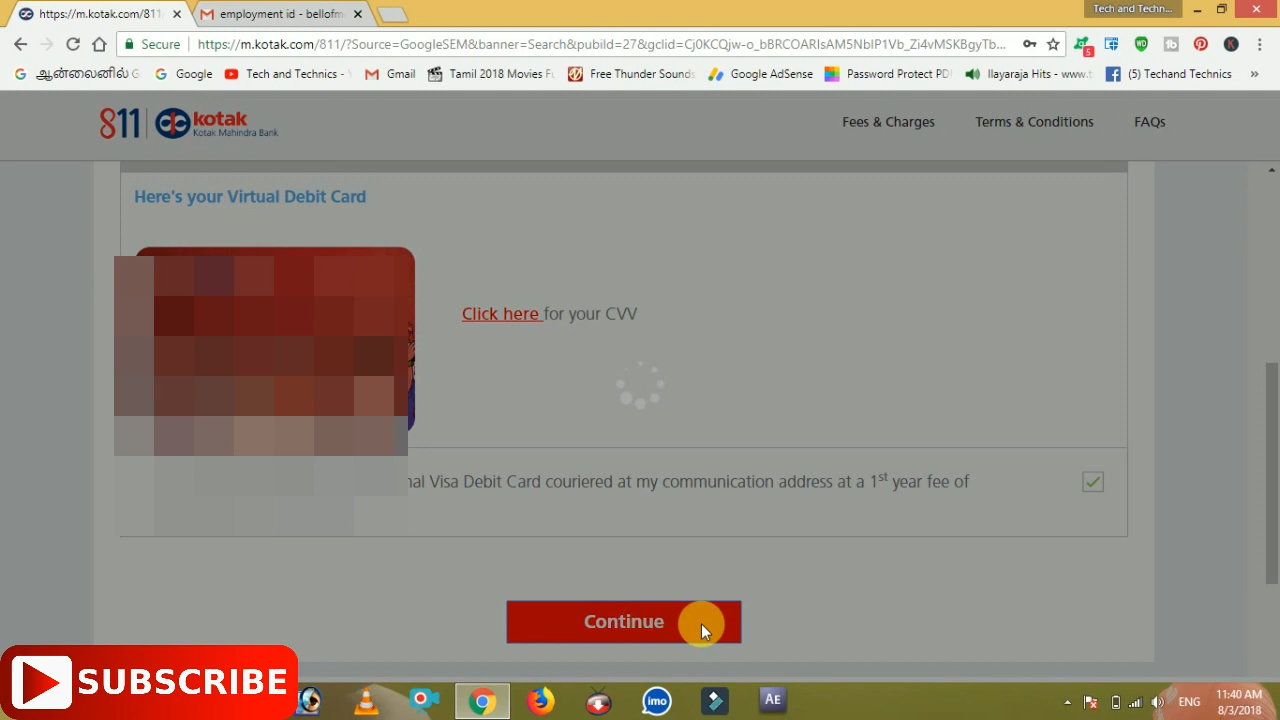 https://m.kotak.com/811/
employment id - bellofm
Tech and Techn...
Secure
https://m.kotak.com/811/?Source=GoogleSEM&banner=Search&pubiId=27&gclid=Cj0KCQjw-o_bBRCOARIsAM5NbIP1Vb_Zi4vMSKBgyTb...
ஆன்லைனில்
Google
Tech and Technics -
Gmail
Tamil 2018 Movies Fu
Free Thunder Sounds
Google AdSense
Password Protect PD
Ilayaraja Hits - www.t
(5) Techand Technics
»
811
kotak
Kotak Mahindra Bank
Fees & Charges
Terms & Conditions
FAQs
Here's your Virtual Debit Card
Click here for your CVV
nal Visa Debit Card couriered at my communication address at a 1st year fee of
Continue
SUBSCRIBE
imo
AE
ENG
11:40 AM
8/3/2018